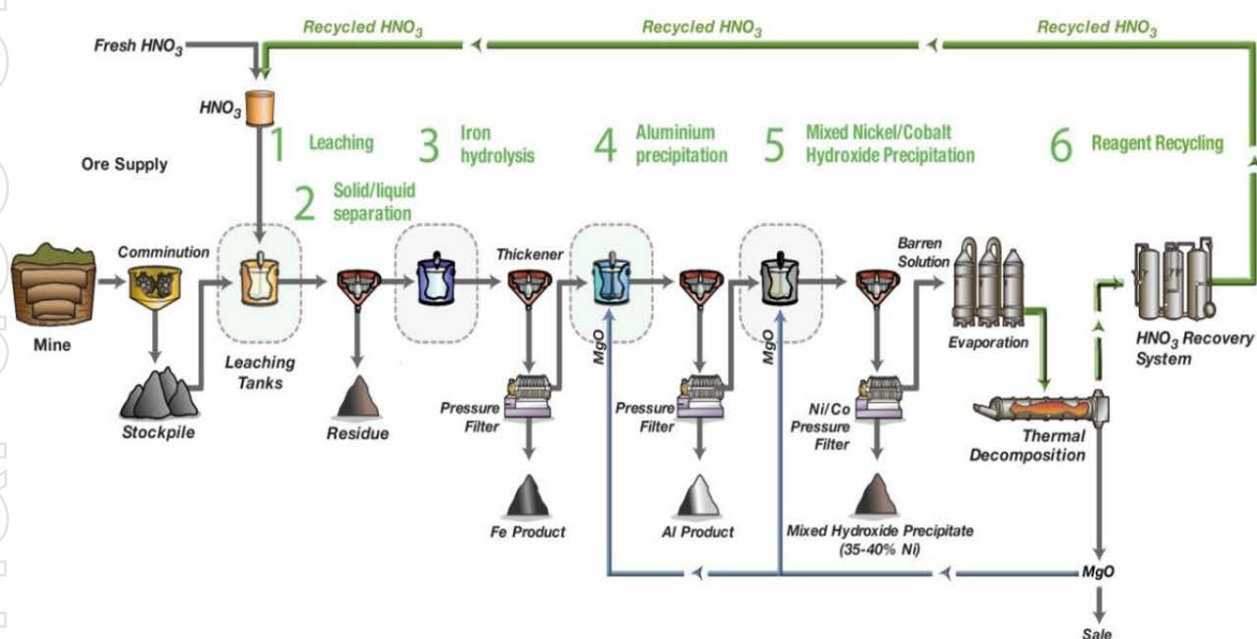 Recycled HNO3
Recycled HNO3
Recycled HNO3
Fresh HNO3
HNO3
1 Leaching
2 Solid/liquid
separation
3 Iron
hydrolysis
4 Aluminium
precipitation
5 Mixed Nickel/Cobalt
Hydroxide Precipitation
6 Reagent Recycling
Ore Supply
Mine
Comminution
Stockpile
Leaching
Tanks
Residue
Thickener
Pressure
Filter
Fe Product
MgO
Pressure
Filter
Al Product
MgO
Ni/Co
Pressure
Filter
Mixed Hydroxide Precipitate
(35-40% Ni)
Barren
Solution
Evaporation
Thermal
Decomposition
HNO3 Recovery
System
MgO
Sale